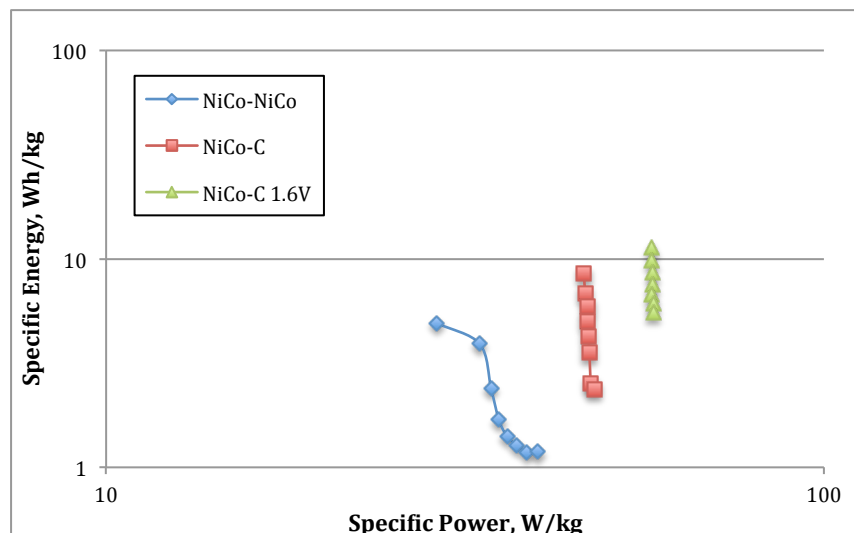 100
NiCo-NiCo
NiCo-C
NiCo-C 1.6V
Specific Energy, Wh/kg
10
1
10
100
Specific Power, W/kg